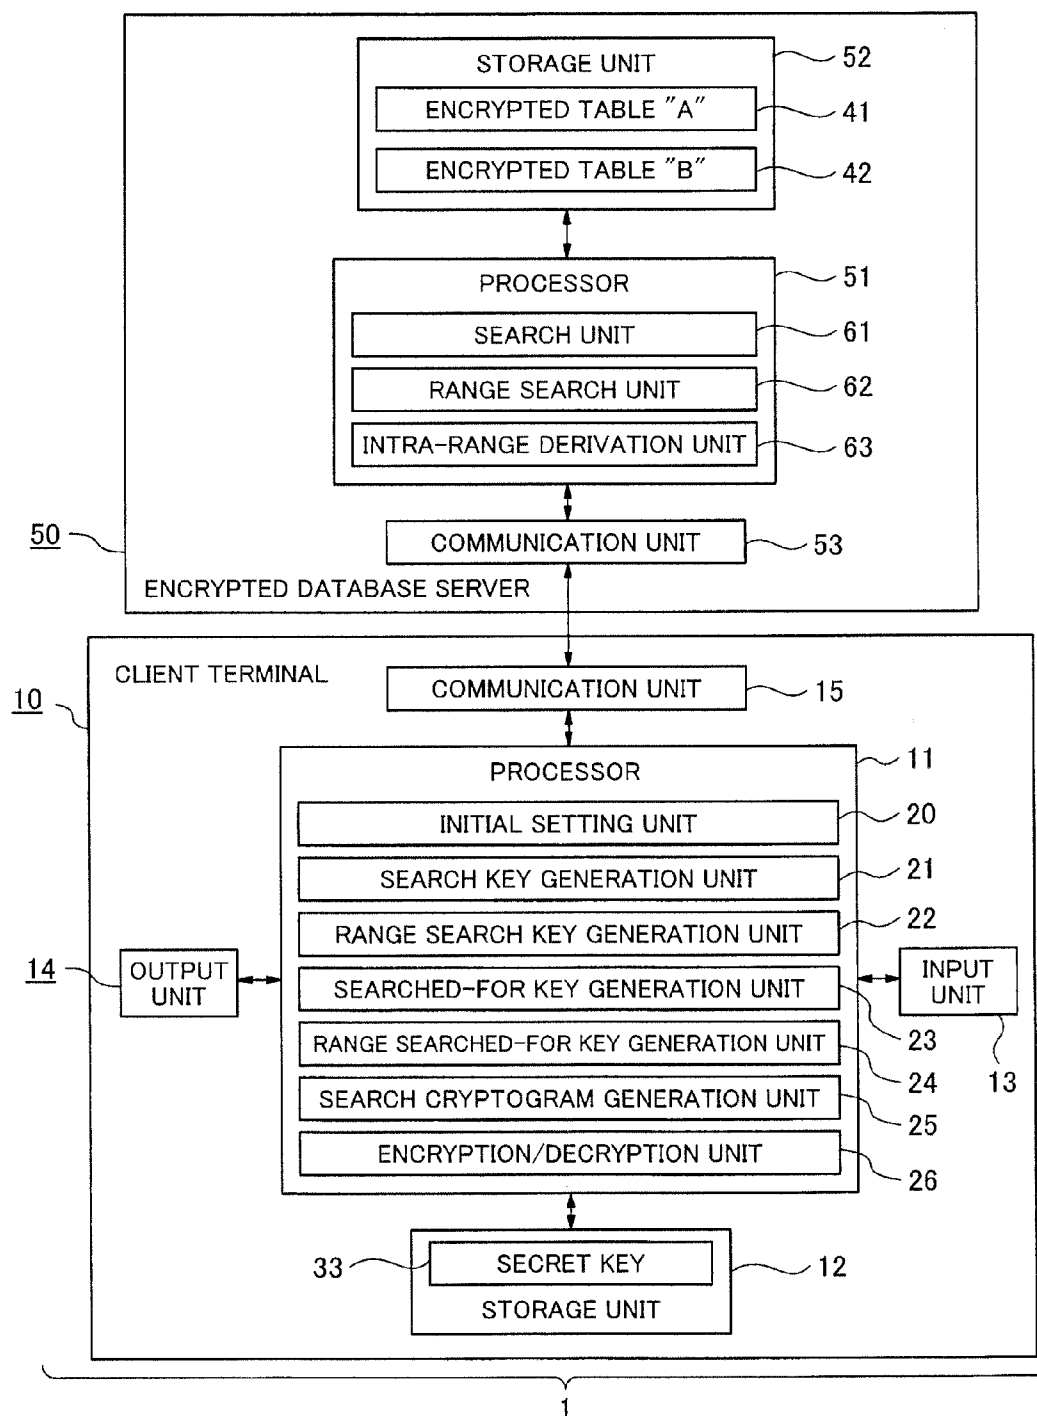 STORAGE UNIT
52
ENCRYPTED TABLE "A"
41
ENCRYPTED TABLE "B"
42
PROCESSOR
51
SEARCH UNIT
61
RANGE SEARCH UNIT
62
INTRA-RANGE DERIVATION UNIT
63
50
COMMUNICATION UNIT
53
ENCRYPTED DATABASE SERVER
CLIENT TERMINAL
10
COMMUNICATION UNIT
15
PROCESSOR
11
INITIAL SETTING UNIT
20
SEARCH KEY GENERATION UNIT
21
RANGE SEARCH KEY GENERATION UNIT
22
14
OUTPUT
UNIT
SEARCHED-FOR KEY GENERATION UNIT
23
INPUT
UNIT
13
RANGE SEARCHED-FOR KEY GENERATION UNIT
24
SEARCH CRYPTOGRAM GENERATION UNIT
25
ENCRYPTION/DECRYPTION UNIT
26
33
SECRET KEY
12
STORAGE UNIT
1